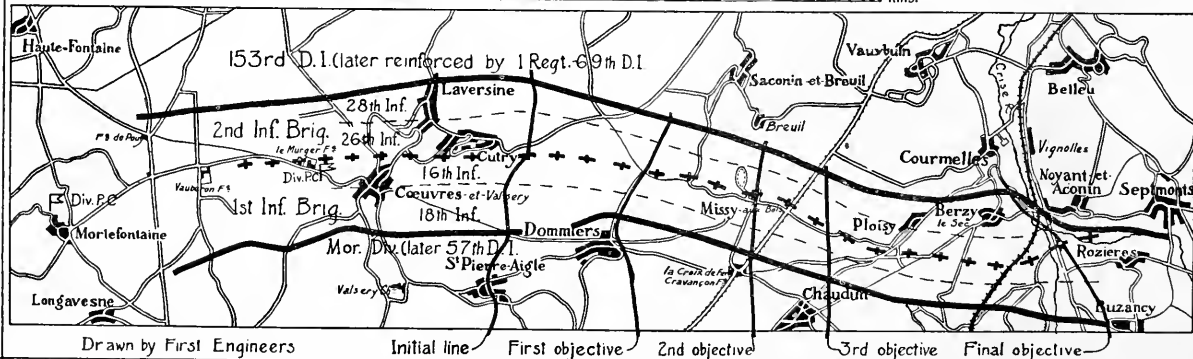 Kms.
Haute-Fontaine
153rd D.I.(later reinforced by 1 Regt.-69th D.I.
Vauxbuin
Saconin-et-Breuil
Belleu
Crise R.
Laversine
28th Inf.
2nd Inf. Brig.
26th Inf.
le Murger Fe
Div. P.C.
Cutry
Breuil
Vignolles
Courmelles
Noyant-et-
Aconin
Septmonts
16th Inf.
Vauberon Fe
Cœuvres-et-Valsery
1st Inf. Brig.
Div. P.C.
Mortefontaine
18th Inf.
Missy-aux Bois
Ploisy
Berzy
le Sec
Dommiers
Mor. Div.(later 57th D.I.
St Pierre-Aigle
Rozieres
la Croix de Fer
Cravançon Fe
Valsery Ch.
Chaudun
Longavesne
Buzancy
Drawn by First Engineers
Initial line
First objective
2nd objective
3rd objective
Final objective